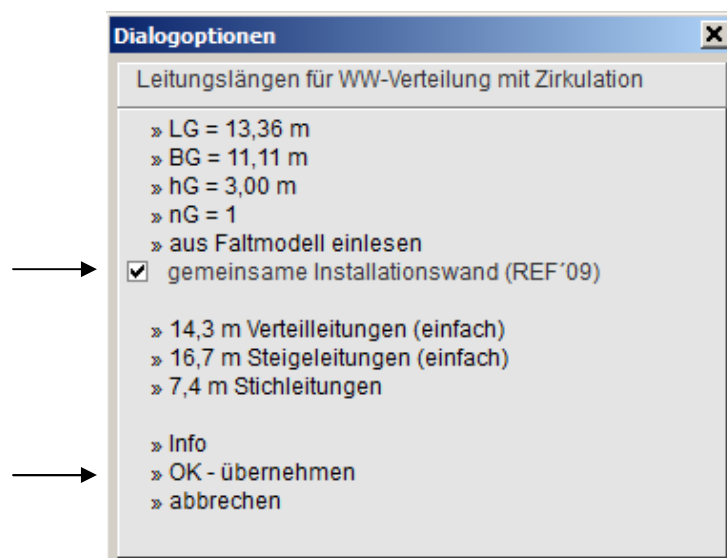 Dialogoptionen
Leitungslängen für WW-Verteilung mit Zirkulation
» LG = 13,36 m
» BG = 11,11 m
» hG = 3,00 m
» nG = 1
» aus Faltmodell einlesen
gemeinsame Installationswand (REF´09)
» 14,3 m Verteilleitungen (einfach)
» 16,7 m Steigeleitungen (einfach)
» 7,4 m Stichleitungen
» Info
» OK - übernehmen
» abbrechen